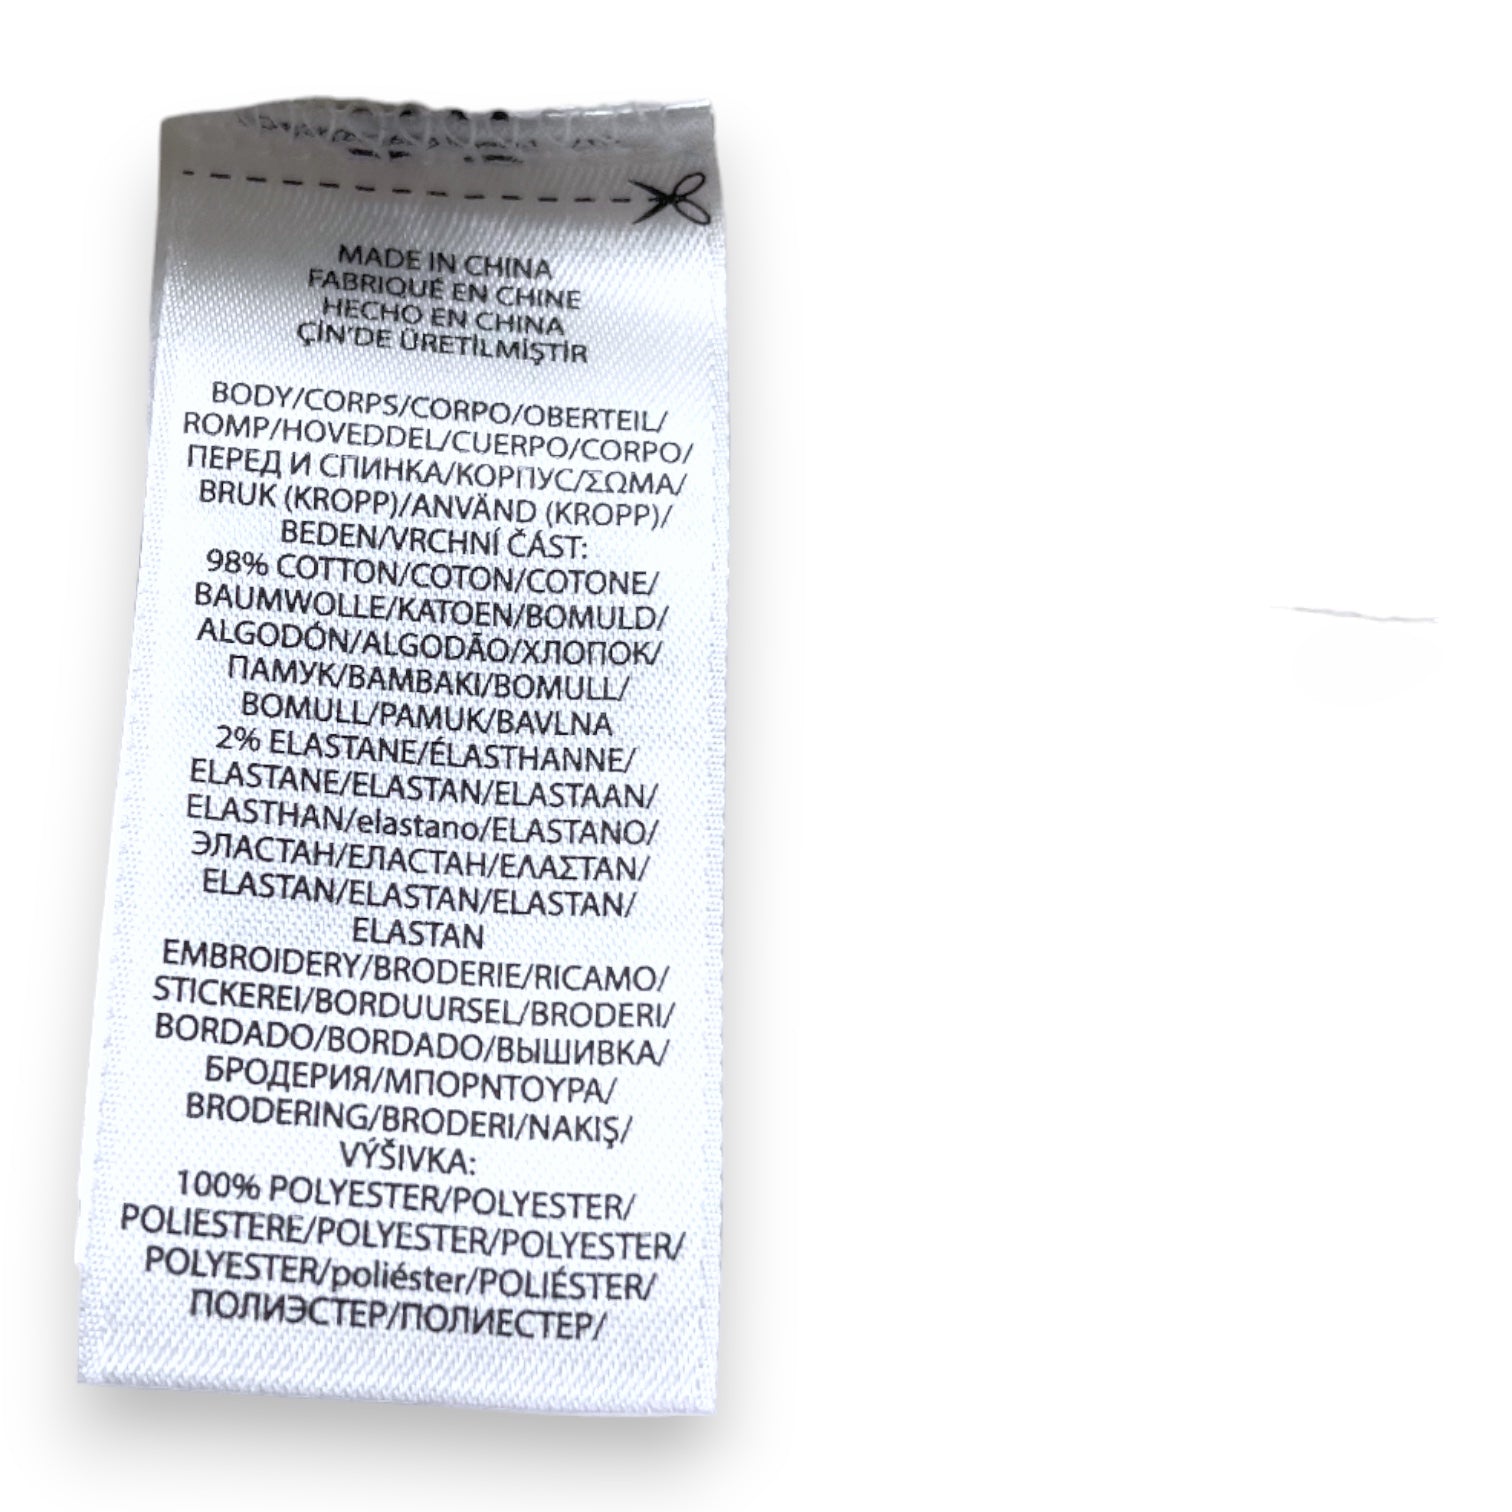 MADE IN CHINA
FABRIQUÉ EN CHINE
HECHO EN CHINA
ÇİN'DE ÜRETİLMİŞTİR
BODY/CORPS/CORPO/OBERTEIL/
ROMP/HOVEDDEL/CUERPO/CORPO/
ПЕРЕД И СПИНКА/КОРПУС/ΣΩΜΑ/
BRUK (KROPP)/ANVÄND (KROPP)/
BEDEN/VRCHNÍ ČÁST:
98% COTTON/COTON/COTONE/
BAUMWOLLE/KATOEN/BOMULD/
ALGODÓN/ALGODÃO/ХЛОПОК/
ПАМУК/ΒΑΜΒΑΚΙ/BOMULL/
BOMULL/PAMUK/BAVLNA
2% ELASTANE/ÉLASTHANNE/
ELASTANE/ELASTAN/ELASTAAN/
ELASTHAN/elastano/ELASTANO/
ЭЛАСТАН/ЕЛАСТАН/ΕΛΑΣΤΑΝ/
ELASTAN/ELASTAN/ELASTAN/
ELASTAN
EMBROIDERY/BRODERIE/RICAMO/
STICKEREI/BORDUURSEL/BRODERI/
BORDADO/BORDADO/ВЫШИВКА/
БРОДЕРИЯ/ΜΠΟΡΝΤΟΥΡΑ/
BRODERING/BRODERI/NAKIŞ/
VÝŠIVKA:
100% POLYESTER/POLYESTER/
POLIESTERE/POLYESTER/POLYESTER/
POLYESTER/poliéster/POLIÉSTER/
ПОЛИЭСТЕР/ПОЛИЕСТЕР/